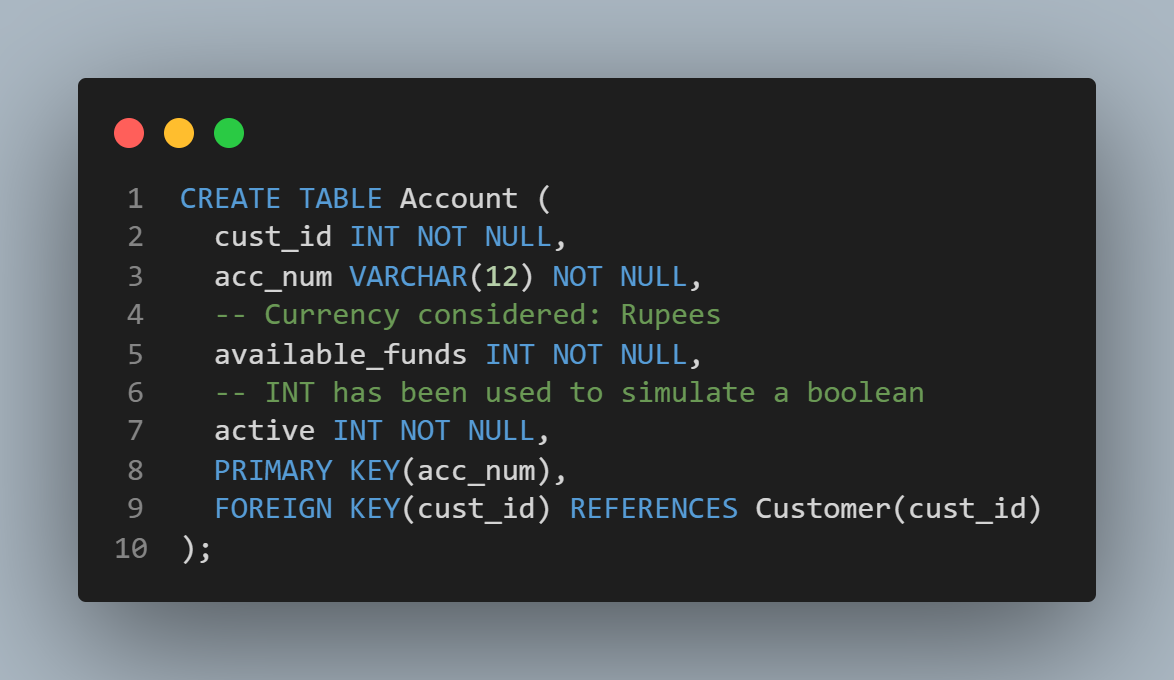 1 CREATE TABLE Account (
2   cust_id INT NOT NULL,
3   acc_num VARCHAR(12) NOT NULL,
4   -- Currency considered: Rupees
5   available_funds INT NOT NULL,
6   -- INT has been used to simulate a boolean
7   active INT NOT NULL,
8   PRIMARY KEY(acc_num),
9   FOREIGN KEY(cust_id) REFERENCES Customer(cust_id)
10 );